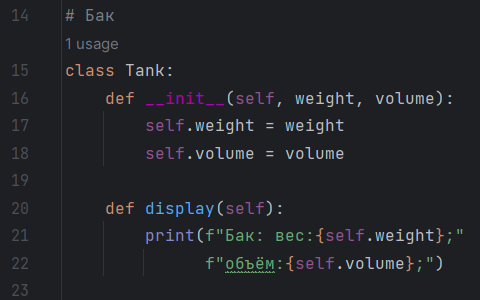 14 # Бак
1 usage
15 class Tank:
16 def __init__(self, weight, volume):
17 self.weight = weight
18 self.volume = volume
19
20 def display(self):
21 print(f"Бак: вес:{self.weight};"
22 f"объём:{self.volume};")
23